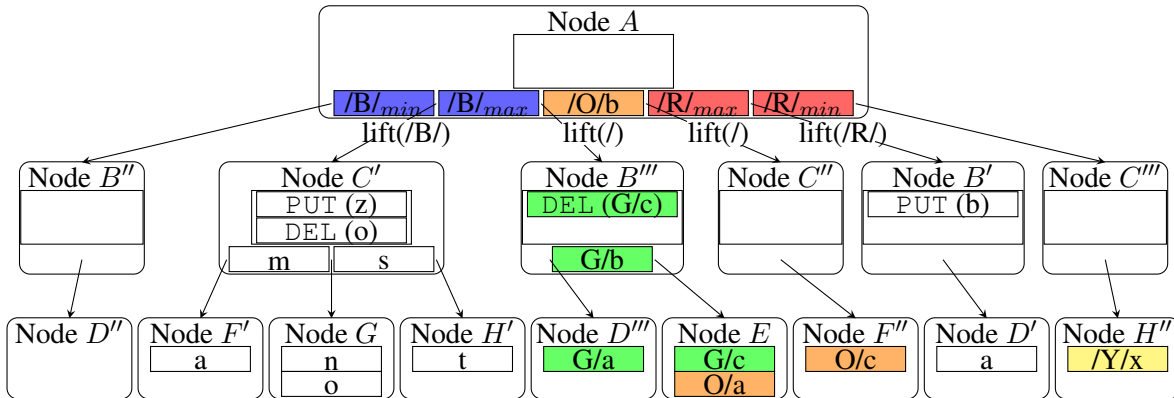 Node A
/B/min /B/max /O/b /R/max /R/min
lift(/B/) lift(/) lift(/) lift(/R/)
Node B″ Node C′ Node B‴ Node C″ Node B′ Node C‴
PUT (z) DEL (G/c) PUT (b)
DEL (o)
m s G/b
Node D″ Node F′ Node G Node H′ Node D‴ Node E Node F″ Node D′ Node H″
a n t G/a G/c O/c a /Y/x
o O/a